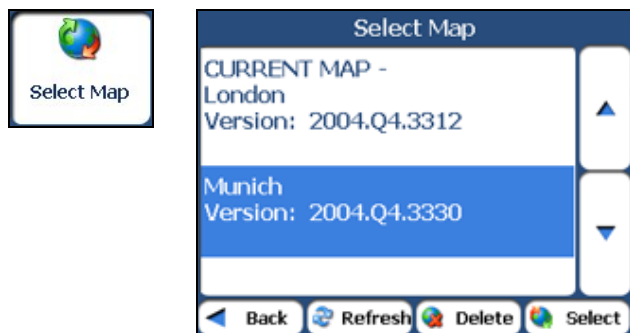 Select Map
Select Map
CURRENT MAP -
London
Version: 2004.Q4.3312
Munich
Version: 2004.Q4.3330
Back Refresh Delete Select